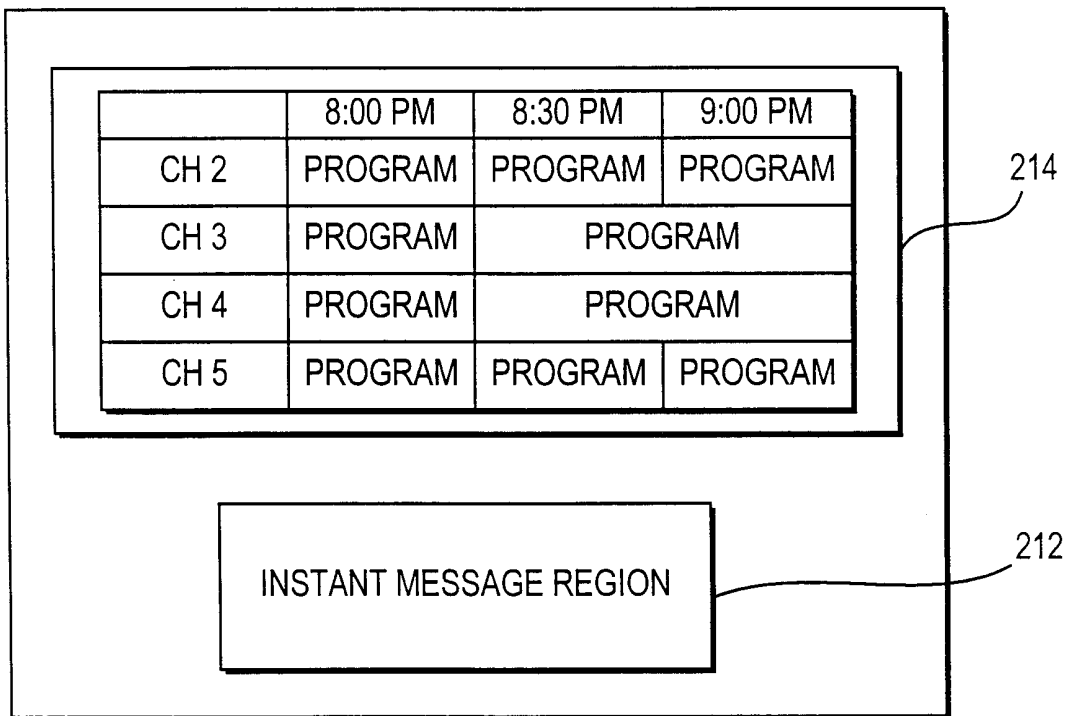 8:00 PM 8:30 PM 9:00 PM
CH 2 PROGRAM PROGRAM PROGRAM
214
CH 3 PROGRAM PROGRAM
CH 4 PROGRAM PROGRAM
CH 5 PROGRAM PROGRAM PROGRAM
212
INSTANT MESSAGE REGION